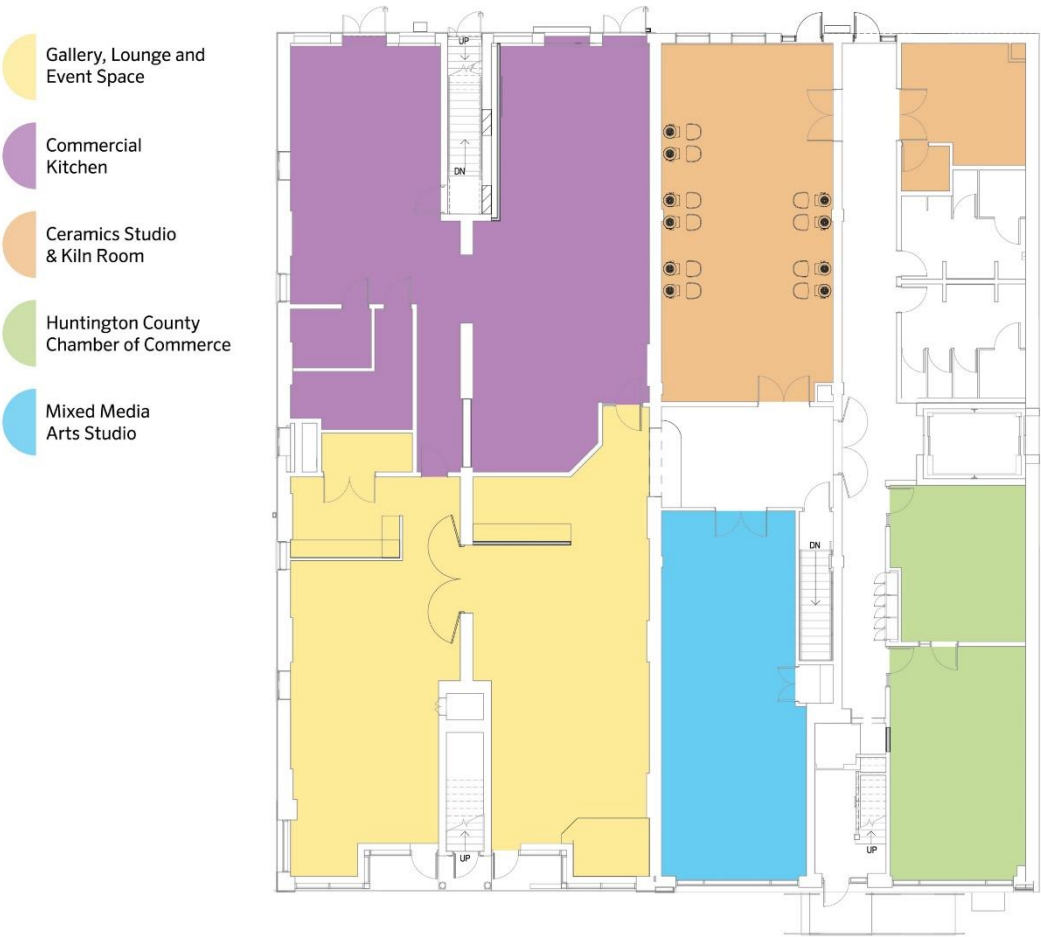 Gallery, Lounge and
Event Space
Commercial
Kitchen
Ceramics Studio
& Kiln Room
Huntington County
Chamber of Commerce
Mixed Media
Arts Studio
UP
DN
DN
UP
UP